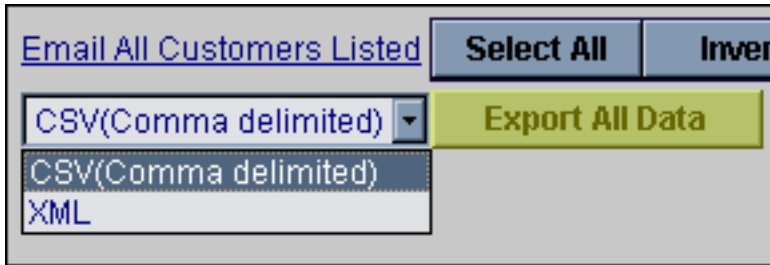 Email All Customers Listed Select All
CSV(Comma delimited) Export All Data
CSV(Comma delimited)
XML